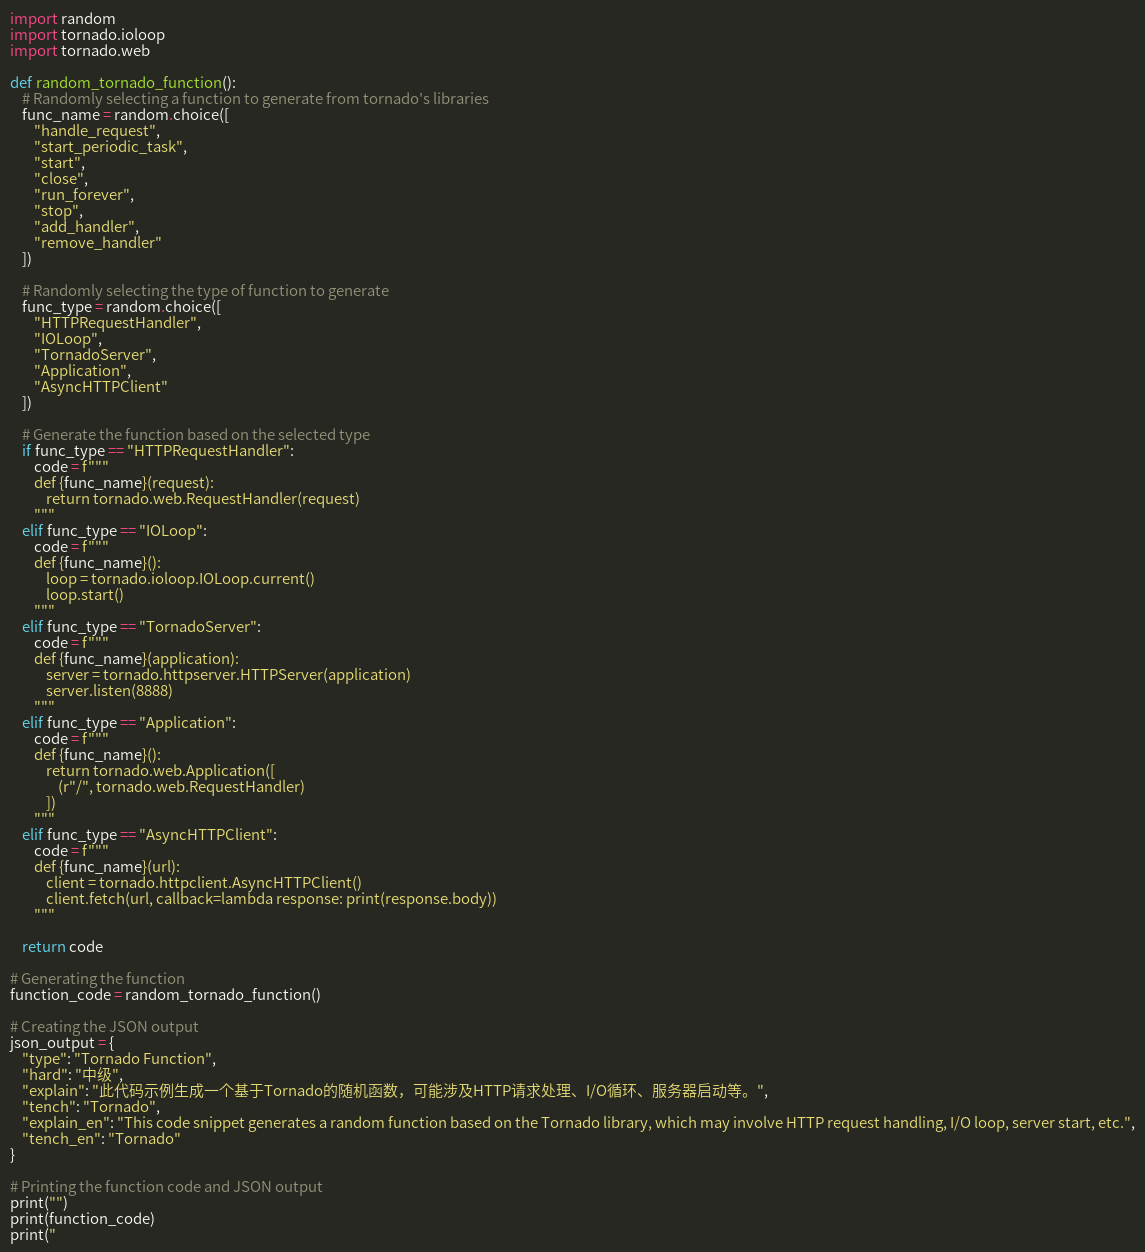 import random
import tornado.ioloop
import tornado.web

def random_tornado_function():
    # Randomly selecting a function to generate from tornado's libraries
    func_name = random.choice([
        "handle_request",
        "start_periodic_task",
        "start",
        "close",
        "run_forever",
        "stop",
        "add_handler",
        "remove_handler"
    ])

    # Randomly selecting the type of function to generate
    func_type = random.choice([
        "HTTPRequestHandler",
        "IOLoop",
        "TornadoServer",
        "Application",
        "AsyncHTTPClient"
    ])

    # Generate the function based on the selected type
    if func_type == "HTTPRequestHandler":
        code = f"""
        def {func_name}(request):
            return tornado.web.RequestHandler(request)
        """
    elif func_type == "IOLoop":
        code = f"""
        def {func_name}():
            loop = tornado.ioloop.IOLoop.current()
            loop.start()
        """
    elif func_type == "TornadoServer":
        code = f"""
        def {func_name}(application):
            server = tornado.httpserver.HTTPServer(application)
            server.listen(8888)
        """
    elif func_type == "Application":
        code = f"""
        def {func_name}():
            return tornado.web.Application([
                (r"/", tornado.web.RequestHandler)
            ])
        """
    elif func_type == "AsyncHTTPClient":
        code = f"""
        def {func_name}(url):
            client = tornado.httpclient.AsyncHTTPClient()
            client.fetch(url, callback=lambda response: print(response.body))
        """

    return code

# Generating the function
function_code = random_tornado_function()

# Creating the JSON output
json_output = {
    "type": "Tornado Function",
    "hard": "中级",
    "explain": "此代码示例生成一个基于Tornado的随机函数，可能涉及HTTP请求处理、I/O循环、服务器启动等。",
    "tench": "Tornado",
    "explain_en": "This code snippet generates a random function based on the Tornado library, which may involve HTTP request handling, I/O loop, server start, etc.",
    "tench_en": "Tornado"
}

# Printing the function code and JSON output
print("")
print(function_code)
print("